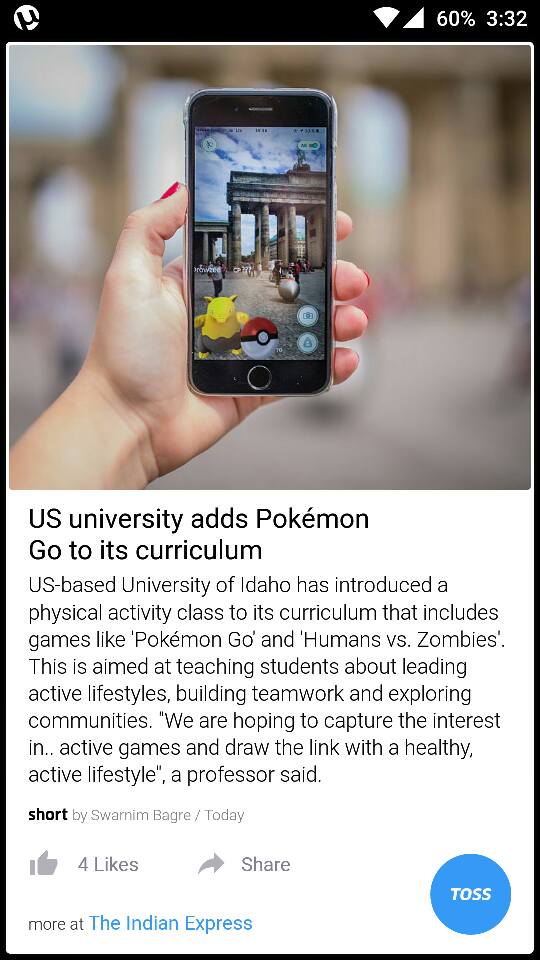 60% 3:32
Drowzee CP ???
US university adds Pokémon
Go to its curriculum
US-based University of Idaho has introduced a
physical activity class to its curriculum that includes
games like 'Pokémon Go' and 'Humans vs. Zombies'.
This is aimed at teaching students about leading
active lifestyles, building teamwork and exploring
communities. "We are hoping to capture the interest
in.. active games and draw the link with a healthy,
active lifestyle", a professor said.
short by Swarnim Bagre / Today
4 Likes Share
TOSS
more at The Indian Express